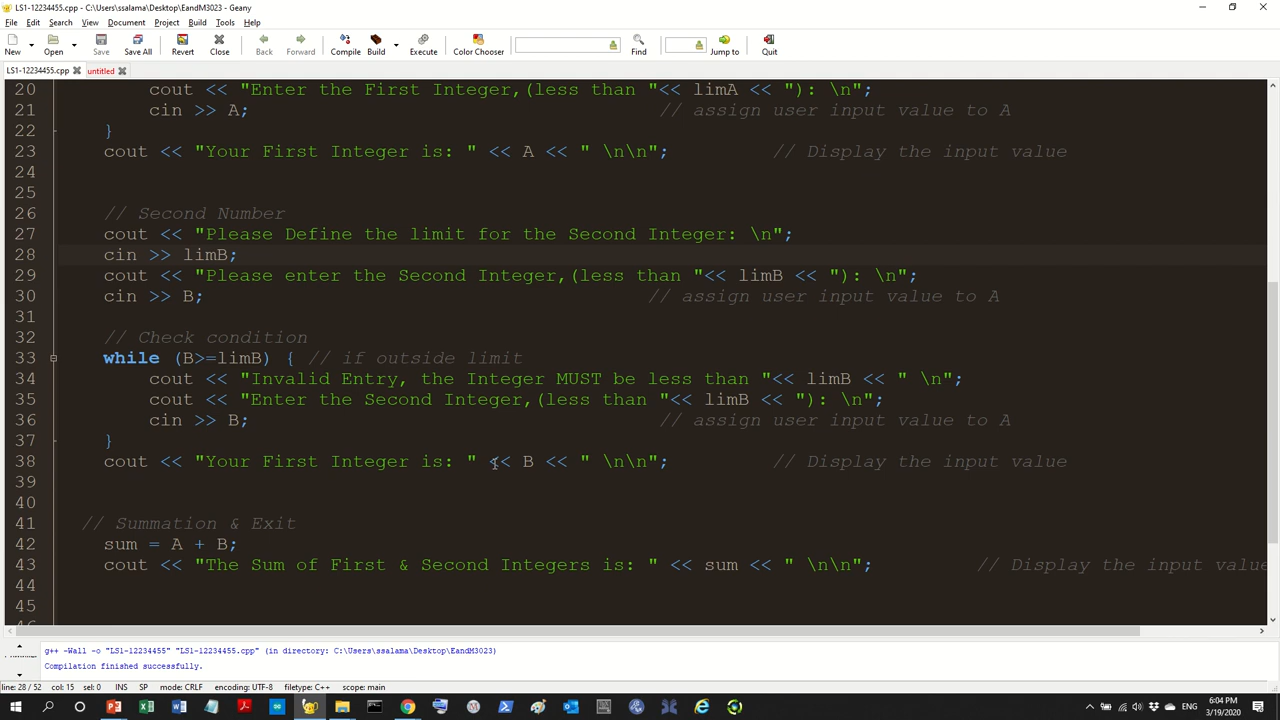 LS1-12234455.cpp - C:\Users\ssalama\Desktop\EandM3023 - Geany
File Edit Search View Document Project Build Tools Help
New Open Save Save All Revert Close Back Forward Compile Build Execute Color Chooser Find Jump to Quit
LS1-12234455.cpp untitled
20 cout << "Enter the First Integer,(less than "<< limA << "): \n";
21 cin >> A; // assign user input value to A
22 }
23 cout << "Your First Integer is: " << A << " \n\n"; // Display the input value
24
25
26 // Second Number
27 cout << "Please Define the limit for the Second Integer: \n";
28 cin >> limB;
29 cout << "Please enter the Second Integer,(less than "<< limB << "): \n";
30 cin >> B; // assign user input value to A
31
32 // Check condition
33 while (B>=limB) { // if outside limit
34 cout << "Invalid Entry, the Integer MUST be less than "<< limB << " \n";
35 cout << "Enter the Second Integer,(less than "<< limB << "): \n";
36 cin >> B; // assign user input value to A
37 }
38 cout << "Your First Integer is: " << B << " \n\n"; // Display the input value
39
40
41 // Summation & Exit
42 sum = A + B;
43 cout << "The Sum of First & Second Integers is: " << sum << " \n\n"; // Display the input value
44
45
g++ -Wall -o "LS1-12234455" "LS1-12234455.cpp" (in directory: C:\Users\ssalama\Desktop\EandM3023)
Compilation finished successfully.
line: 28 / 52 col: 15 sel: 0 INS SP mode: CRLF encoding: UTF-8 filetype: C++ scope: main
6:04 PM
3/19/2020